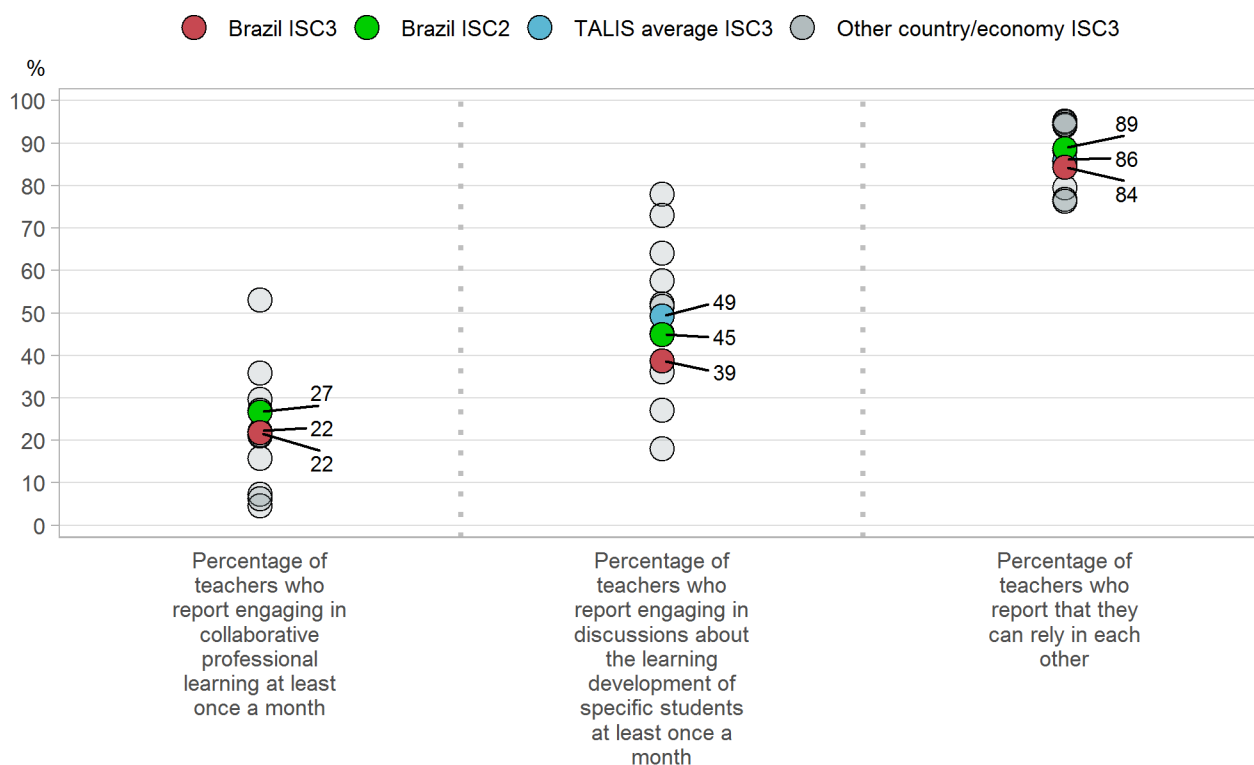 Brazil ISC3 Brazil ISC2 TALIS average ISC3 Other country/economy ISC3
%
100
90
80
70
60
50
40
30
20
10
0
27
22
22
49
45
39
89
86
84
Percentage of
teachers who
report engaging in
collaborative
professional
learning at least
once a month
Percentage of
teachers who
report engaging in
discussions about
the learning
development of
specific students
at least once a
month
Percentage of
teachers who
report that they
can rely in each
other